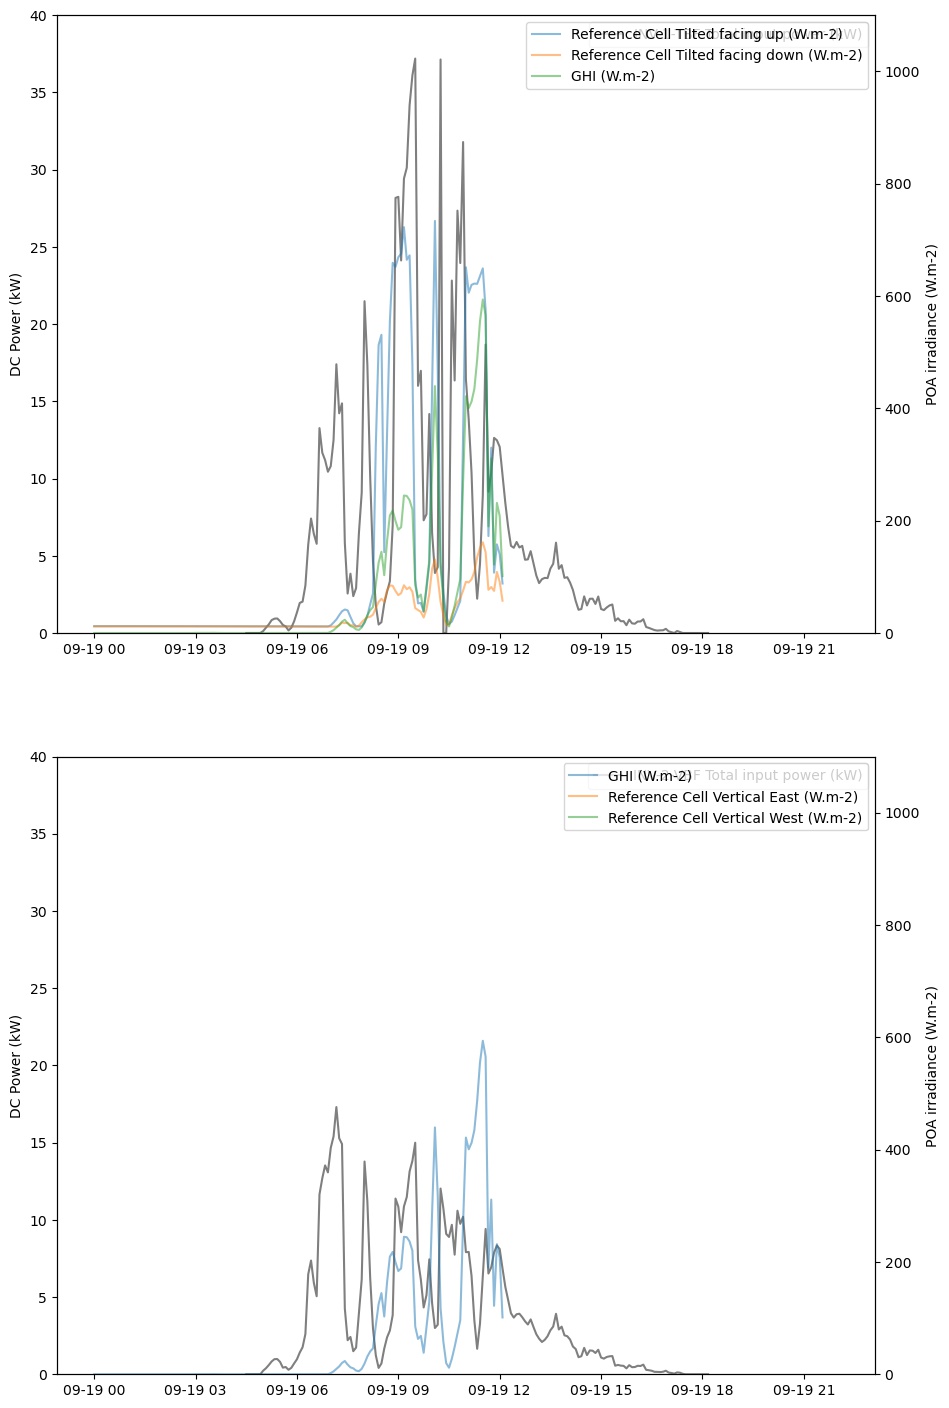 40
35
30
25
20
15
10
5
0
DC Power (kW)
Reference Cell Tilted facing up (W.m-2)
Reference Cell Tilted facing down (W.m-2)
GHI (W.m-2)
1000
800
600
400
200
0
POA irradiance (W.m-2)
09-19 00 09-19 03 09-19 06 09-19 09 09-19 12 09-19 15 09-19 18 09-19 21
40
35
30
25
20
15
10
5
0
DC Power (kW)
GHI (W.m-2)
Total input power (kW)
Reference Cell Vertical East (W.m-2)
Reference Cell Vertical West (W.m-2)
1000
800
600
400
200
0
POA irradiance (W.m-2)
09-19 00 09-19 03 09-19 06 09-19 09 09-19 12 09-19 15 09-19 18 09-19 21